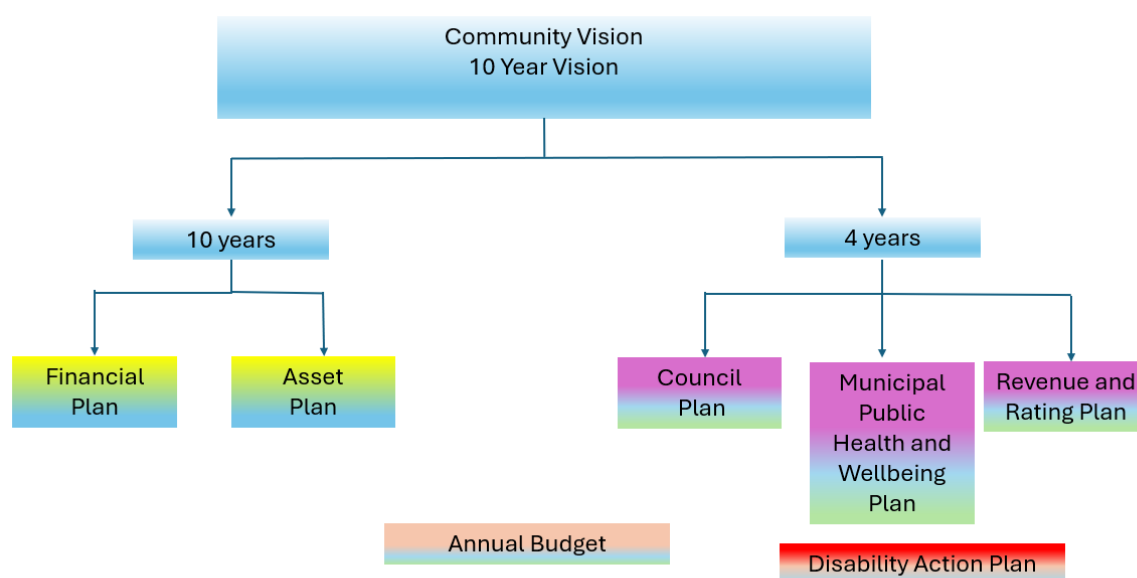 Community Vision
10 Year Vision
10 years
4 years
Financial
Plan
Asset
Plan
Council
Plan
Municipal
Public
Health and
Wellbeing
Plan
Revenue and
Rating Plan
Annual Budget
Disability Action Plan